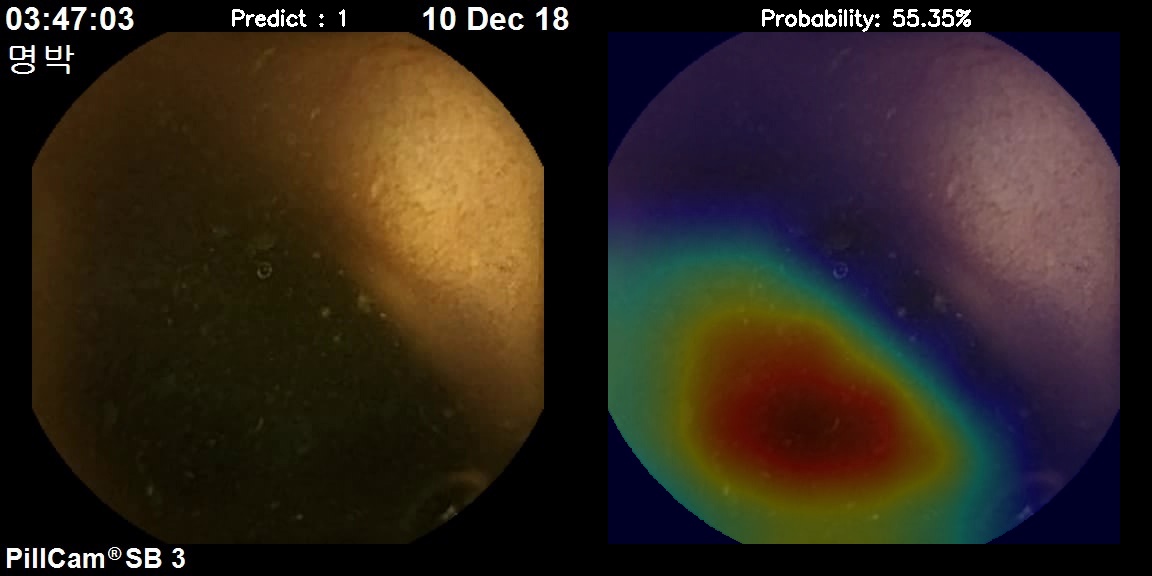 03:47:03
Predict : 1
10 Dec 18
Probability: 55.35%
명 박
PillCam® SB 3